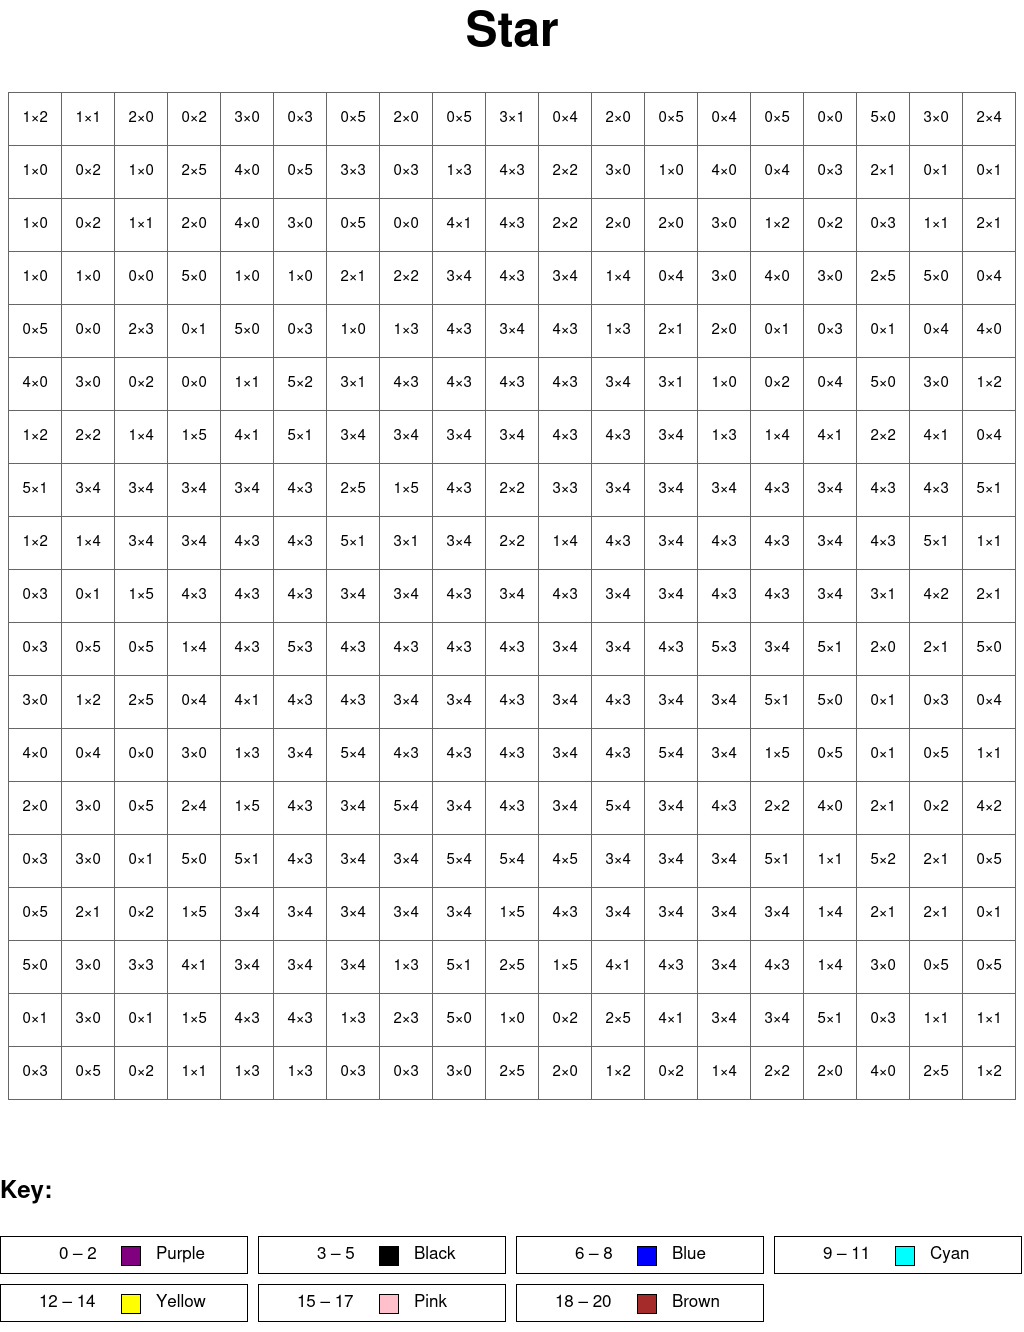 Star
1×2 1×1 2×0 0×2 3×0 0×3 0×5 2×0 0×5 3×1 0×4 2×0 0×5 0×4 0×5 0×0 5×0 3×0 2×4
1×0 0×2 1×0 2×5 4×0 0×5 3×3 0×3 1×3 4×3 2×2 3×0 1×0 4×0 0×4 0×3 2×1 0×1 0×1
1×0 0×2 1×1 2×0 4×0 3×0 0×5 0×0 4×1 4×3 2×2 2×0 2×0 3×0 1×2 0×2 0×3 1×1 2×1
1×0 1×0 0×0 5×0 1×0 1×0 2×1 2×2 3×4 4×3 3×4 1×4 0×4 3×0 4×0 3×0 2×5 5×0 0×4
0×5 0×0 2×3 0×1 5×0 0×3 1×0 1×3 4×3 3×4 4×3 1×3 2×1 2×0 0×1 0×3 0×1 0×4 4×0
4×0 3×0 0×2 0×0 1×1 5×2 3×1 4×3 4×3 4×3 4×3 3×4 3×1 1×0 0×2 0×4 5×0 3×0 1×2
1×2 2×2 1×4 1×5 4×1 5×1 3×4 3×4 3×4 3×4 4×3 4×3 3×4 1×3 1×4 4×1 2×2 4×1 0×4
5×1 3×4 3×4 3×4 3×4 4×3 2×5 1×5 4×3 2×2 3×3 3×4 3×4 3×4 4×3 3×4 4×3 4×3 5×1
1×2 1×4 3×4 3×4 4×3 4×3 5×1 3×1 3×4 2×2 1×4 4×3 3×4 4×3 4×3 3×4 4×3 5×1 1×1
0×3 0×1 1×5 4×3 4×3 4×3 3×4 3×4 4×3 3×4 4×3 3×4 3×4 4×3 4×3 3×4 3×1 4×2 2×1
0×3 0×5 0×5 1×4 4×3 5×3 4×3 4×3 4×3 4×3 3×4 3×4 4×3 5×3 3×4 5×1 2×0 2×1 5×0
3×0 1×2 2×5 0×4 4×1 4×3 4×3 3×4 3×4 4×3 3×4 4×3 3×4 3×4 5×1 5×0 0×1 0×3 0×4
4×0 0×4 0×0 3×0 1×3 3×4 5×4 4×3 4×3 4×3 3×4 4×3 5×4 3×4 1×5 0×5 0×1 0×5 1×1
2×0 3×0 0×5 2×4 1×5 4×3 3×4 5×4 3×4 4×3 3×4 5×4 3×4 4×3 2×2 4×0 2×1 0×2 4×2
0×3 3×0 0×1 5×0 5×1 4×3 3×4 3×4 5×4 5×4 4×5 3×4 3×4 3×4 5×1 1×1 5×2 2×1 0×5
0×5 2×1 0×2 1×5 3×4 3×4 3×4 3×4 3×4 1×5 4×3 3×4 3×4 3×4 3×4 1×4 2×1 2×1 0×1
5×0 3×0 3×3 4×1 3×4 3×4 3×4 1×3 5×1 2×5 1×5 4×1 4×3 3×4 4×3 1×4 3×0 0×5 0×5
0×1 3×0 0×1 1×5 4×3 4×3 1×3 2×3 5×0 1×0 0×2 2×5 4×1 3×4 3×4 5×1 0×3 1×1 1×1
0×3 0×5 0×2 1×1 1×3 1×3 0×3 0×3 3×0 2×5 2×0 1×2 0×2 1×4 2×2 2×0 4×0 2×5 1×2
Key:
0 – 2 Purple 3 – 5 Black 6 – 8 Blue 9 – 11 Cyan
12 – 14 Yellow 15 – 17 Pink 18 – 20 Brown